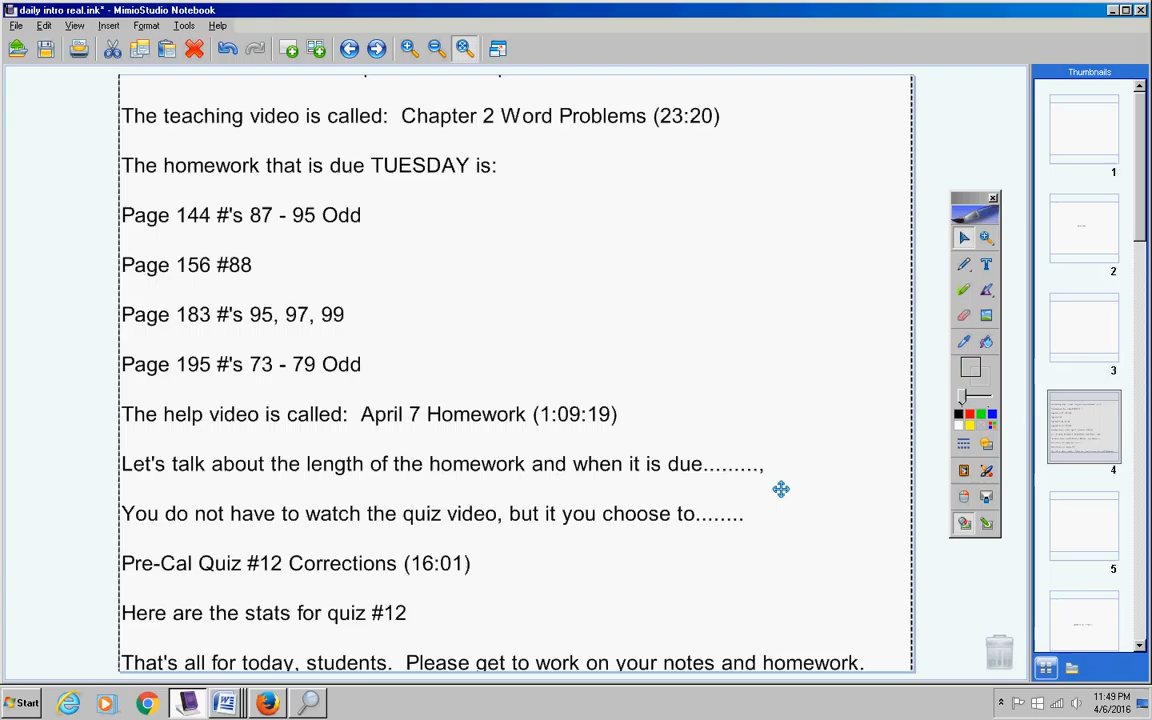 daily intro real.ink* - MimioStudio Notebook
File Edit View Insert Format Tools Help
The teaching video is called: Chapter 2 Word Problems (23:20)
The homework that is due TUESDAY is:
Page 144 #'s 87 - 95 Odd
Page 156 #88
Page 183 #'s 95, 97, 99
Page 195 #'s 73 - 79 Odd
The help video is called: April 7 Homework (1:09:19)
Let's talk about the length of the homework and when it is due.........,
You do not have to watch the quiz video, but it you choose to........
Pre-Cal Quiz #12 Corrections (16:01)
Here are the stats for quiz #12
That's all for today, students. Please get to work on your notes and homework.
Thumbnails
1
2
3
4
5
Start
11:49 PM
4/6/2016